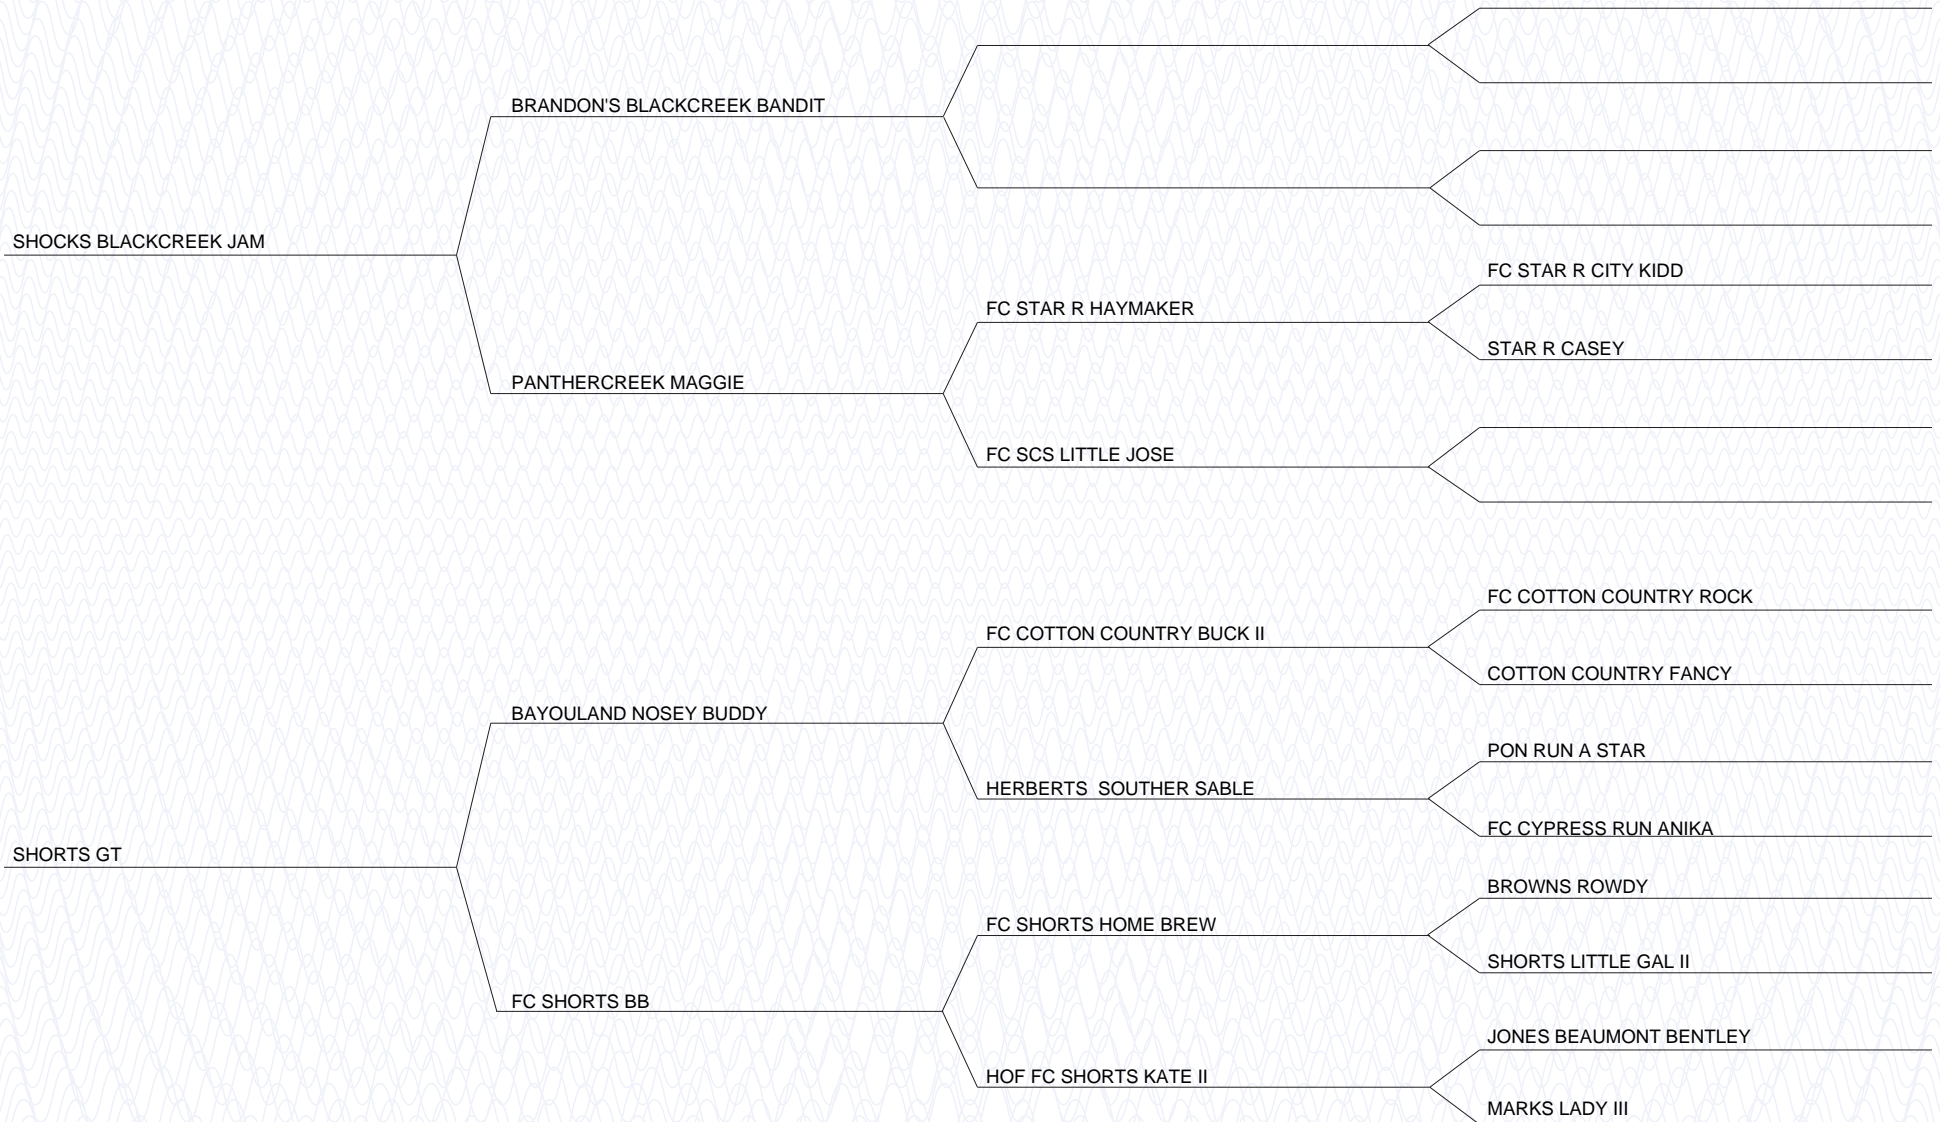 BRANDON'S BLACKCREEK BANDIT
SHOCKS BLACKCREEK JAM
FC STAR R CITY KIDD
FC STAR R HAYMAKER
STAR R CASEY
PANTHERCREEK MAGGIE
FC SCS LITTLE JOSE
FC COTTON COUNTRY ROCK
FC COTTON COUNTRY BUCK II
COTTON COUNTRY FANCY
BAYOULAND NOSEY BUDDY
PON RUN A STAR
HERBERTS  SOUTHER SABLE
FC CYPRESS RUN ANIKA
SHORTS GT
BROWNS ROWDY
FC SHORTS HOME BREW
SHORTS LITTLE GAL II
FC SHORTS BB
JONES BEAUMONT BENTLEY
HOF FC SHORTS KATE II
MARKS LADY III